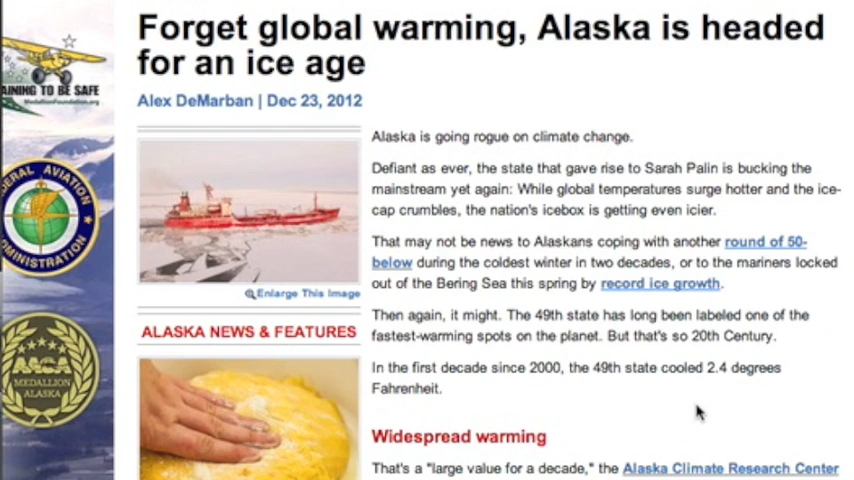 Forget global warming, Alaska is headed
for an ice age
Alex DeMarban | Dec 23, 2012
AINING TO BE SAFE
MedallionFoundation.org
Alaska is going rogue on climate change.
Defiant as ever, the state that gave rise to Sarah Palin is bucking the
mainstream yet again: While global temperatures surge hotter and the ice-
cap crumbles, the nation's icebox is getting even icier.
DERAL AVIATION
DMINISTRATION
That may not be news to Alaskans coping with another round of 50-
below during the coldest winter in two decades, or to the mariners locked
out of the Bering Sea this spring by record ice growth.
Enlarge This Image
Then again, it might. The 49th state has long been labeled one of the
fastest-warming spots on the planet. But that's so 20th Century.
ALASKA NEWS & FEATURES
In the first decade since 2000, the 49th state cooled 2.4 degrees
Fahrenheit.
MEDALLION
ALASKA
Widespread warming
That's a "large value for a decade," the Alaska Climate Research Center